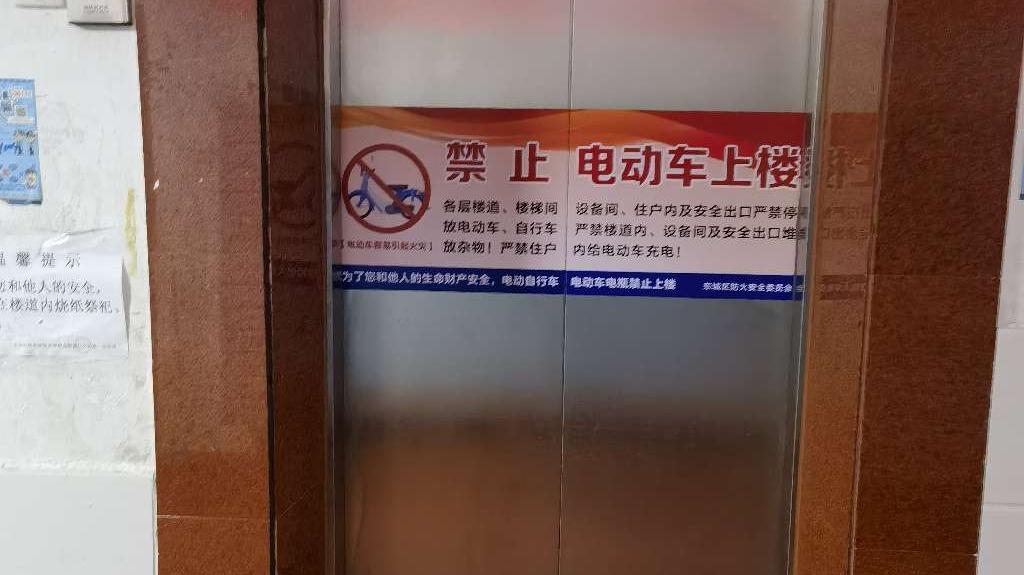 禁止 电动车上楼
各层楼道、楼梯间 设备间、住户内及安全出口严禁停
放电动车、自行车 严禁楼道内、设备间及安全出口堆
放杂物!严禁住户 内给电动车充电!
【电动车容易引起火灾】
为了您和他人的生命财产安全,电动自行车 电动车电瓶禁止上楼 东城区防火安全委员会
温馨提示
您和他人的安全,
在楼道内烧纸祭祀、